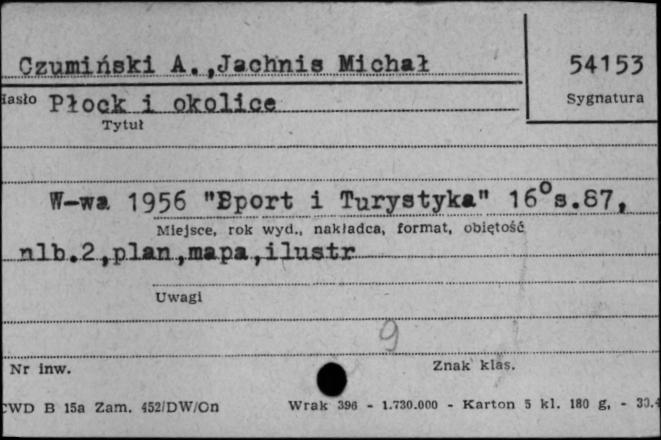 Czumiński A.,Jachnis Michał
54153
Hasło Płock i okolice
Sygnatura
Tytuł
W-wa 1956 "Sport i Turystyka" 16°s.87,
Miejsce, rok wyd., nakładca, format, objętość
nlb.2,plan,mapa,ilustr
Uwagi
9
Nr inw.
Znak klas.
CWD B 15a Zam. 452/DW/On
Wrak 396 - 1.730.000 - Karton 5 kl. 180 g, - 30.4